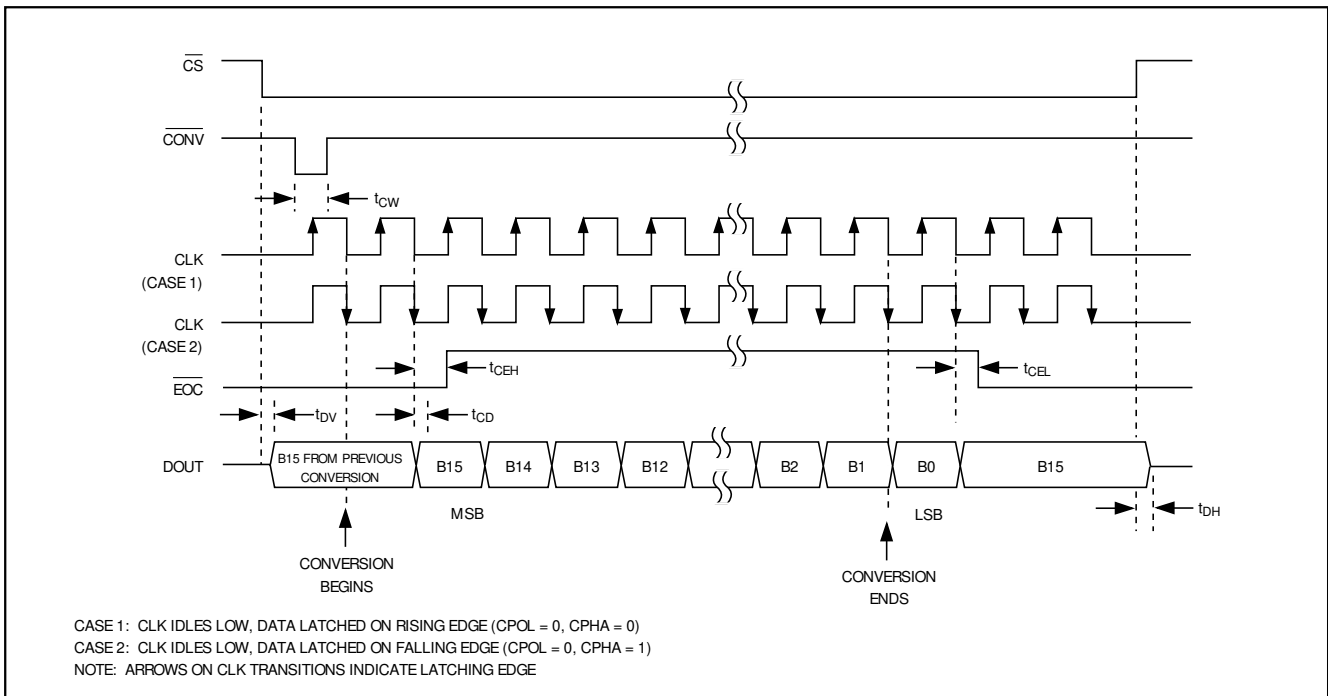 CS
CONV
tCW
CLK
(CASE 1)
CLK
(CASE 2)
tCEH
tCEL
EOC
tDV
tCD
DOUT
B15 FROM PREVIOUS
CONVERSION
B15
B14
B13
B12
B2
B1
B0
B15
MSB
LSB
tDH
CONVERSION
BEGINS
CONVERSION
ENDS
CASE 1: CLK IDLES LOW, DATA LATCHED ON RISING EDGE (CPOL = 0, CPHA = 0)
CASE 2: CLK IDLES LOW, DATA LATCHED ON FALLING EDGE (CPOL = 0, CPHA = 1)
NOTE: ARROWS ON CLK TRANSITIONS INDICATE LATCHING EDGE